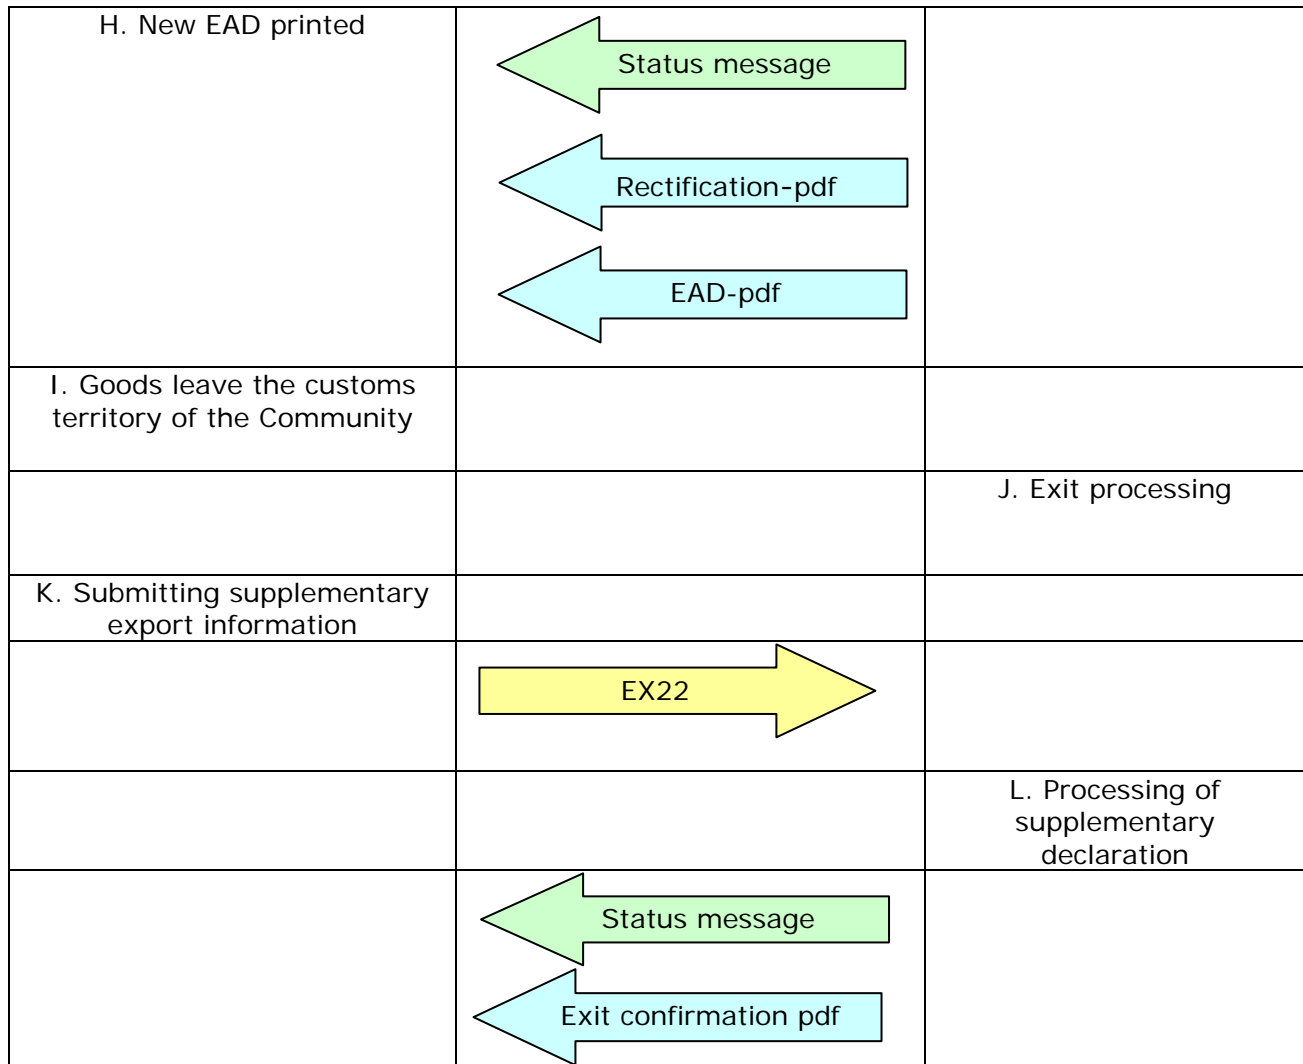 H. New EAD printed
Status message
Rectification-pdf
EAD-pdf
I. Goods leave the customs
territory of the Community
J. Exit processing
K. Submitting supplementary
export information
EX22
L. Processing of
supplementary
declaration
Status message
Exit confirmation pdf